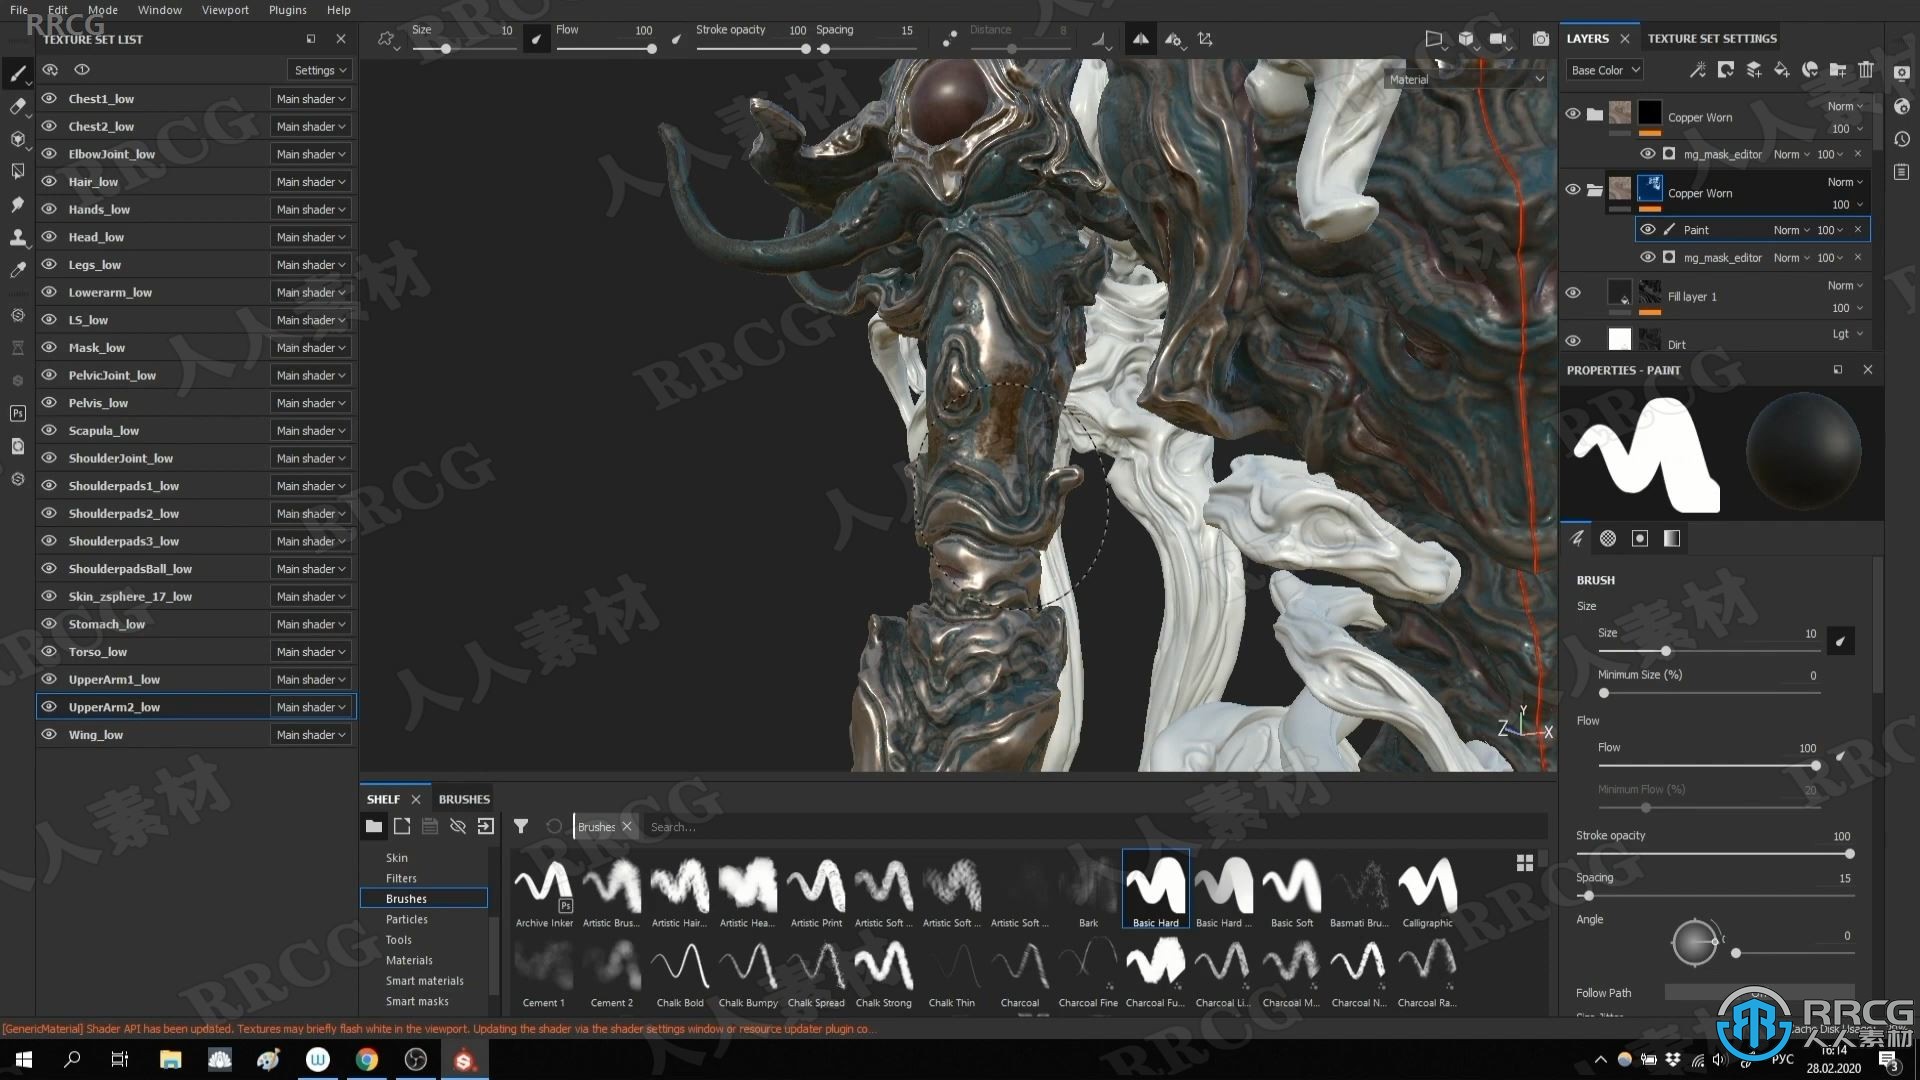 File Edit Mode Window Viewport Plugins Help
RRCG
TEXTURE SET LIST
Settings
Chest1_low Main shader
Chest2_low Main shader
ElbowJoint_low Main shader
Hair_low Main shader
Hands_low Main shader
Head_low Main shader
Legs_low Main shader
Lowerarm_low Main shader
LS_low Main shader
Mask_low Main shader
PelvicJoint_low Main shader
Pelvis_low Main shader
Scapula_low Main shader
ShoulderJoint_low Main shader
Shoulderpads1_low Main shader
Shoulderpads2_low Main shader
Shoulderpads3_low Main shader
ShoulderpadsBall_low Main shader
Skin_zsphere_17_low Main shader
Stomach_low Main shader
Torso_low Main shader
UpperArm1_low Main shader
UpperArm2_low Main shader
Wing_low Main shader
Size 10 Flow 100 Stroke opacity 100 Spacing 15 Distance 8
Material
Y
Z X
LAYERS TEXTURE SET SETTINGS
Base Color
Norm
Copper Worn
100
mg_mask_editor Norm 100
Norm
Copper Worn
100
Paint Norm 100
mg_mask_editor Norm 100
Norm
Fill layer 1
100
Lgt
Dirt
PROPERTIES - PAINT
BRUSH
Size
Size 10
Minimum Size (%) 0
Flow
Flow 100
Minimum Flow (%) 20
Stroke opacity 100
Spacing 15
Angle
0
Follow Path
SHELF BRUSHES
Brushes Search...
Skin
Filters
Brushes
Particles
Tools
Materials
Smart materials
Smart masks
Archive Inker Artistic Brus... Artistic Hair... Artistic Hea... Artistic Print Artistic Soft ... Artistic Soft ... Artistic Soft ... Bark Basic Hard Basic Hard ... Basic Soft Basmati Bru... Calligraphic
Cement 1 Cement 2 Chalk Bold Chalk Bumpy Chalk Spread Chalk Strong Chalk Thin Charcoal Charcoal Fine Charcoal Fu... Charcoal Li... Charcoal M... Charcoal N... Charcoal Ra...
[GenericMaterial] Shader API has been updated. Textures may briefly flash white in the viewport. Updating the shader via the shader settings window or resource updater plugin co...
RRCG
人人素材
РУС
16:14
28.02.2020
3